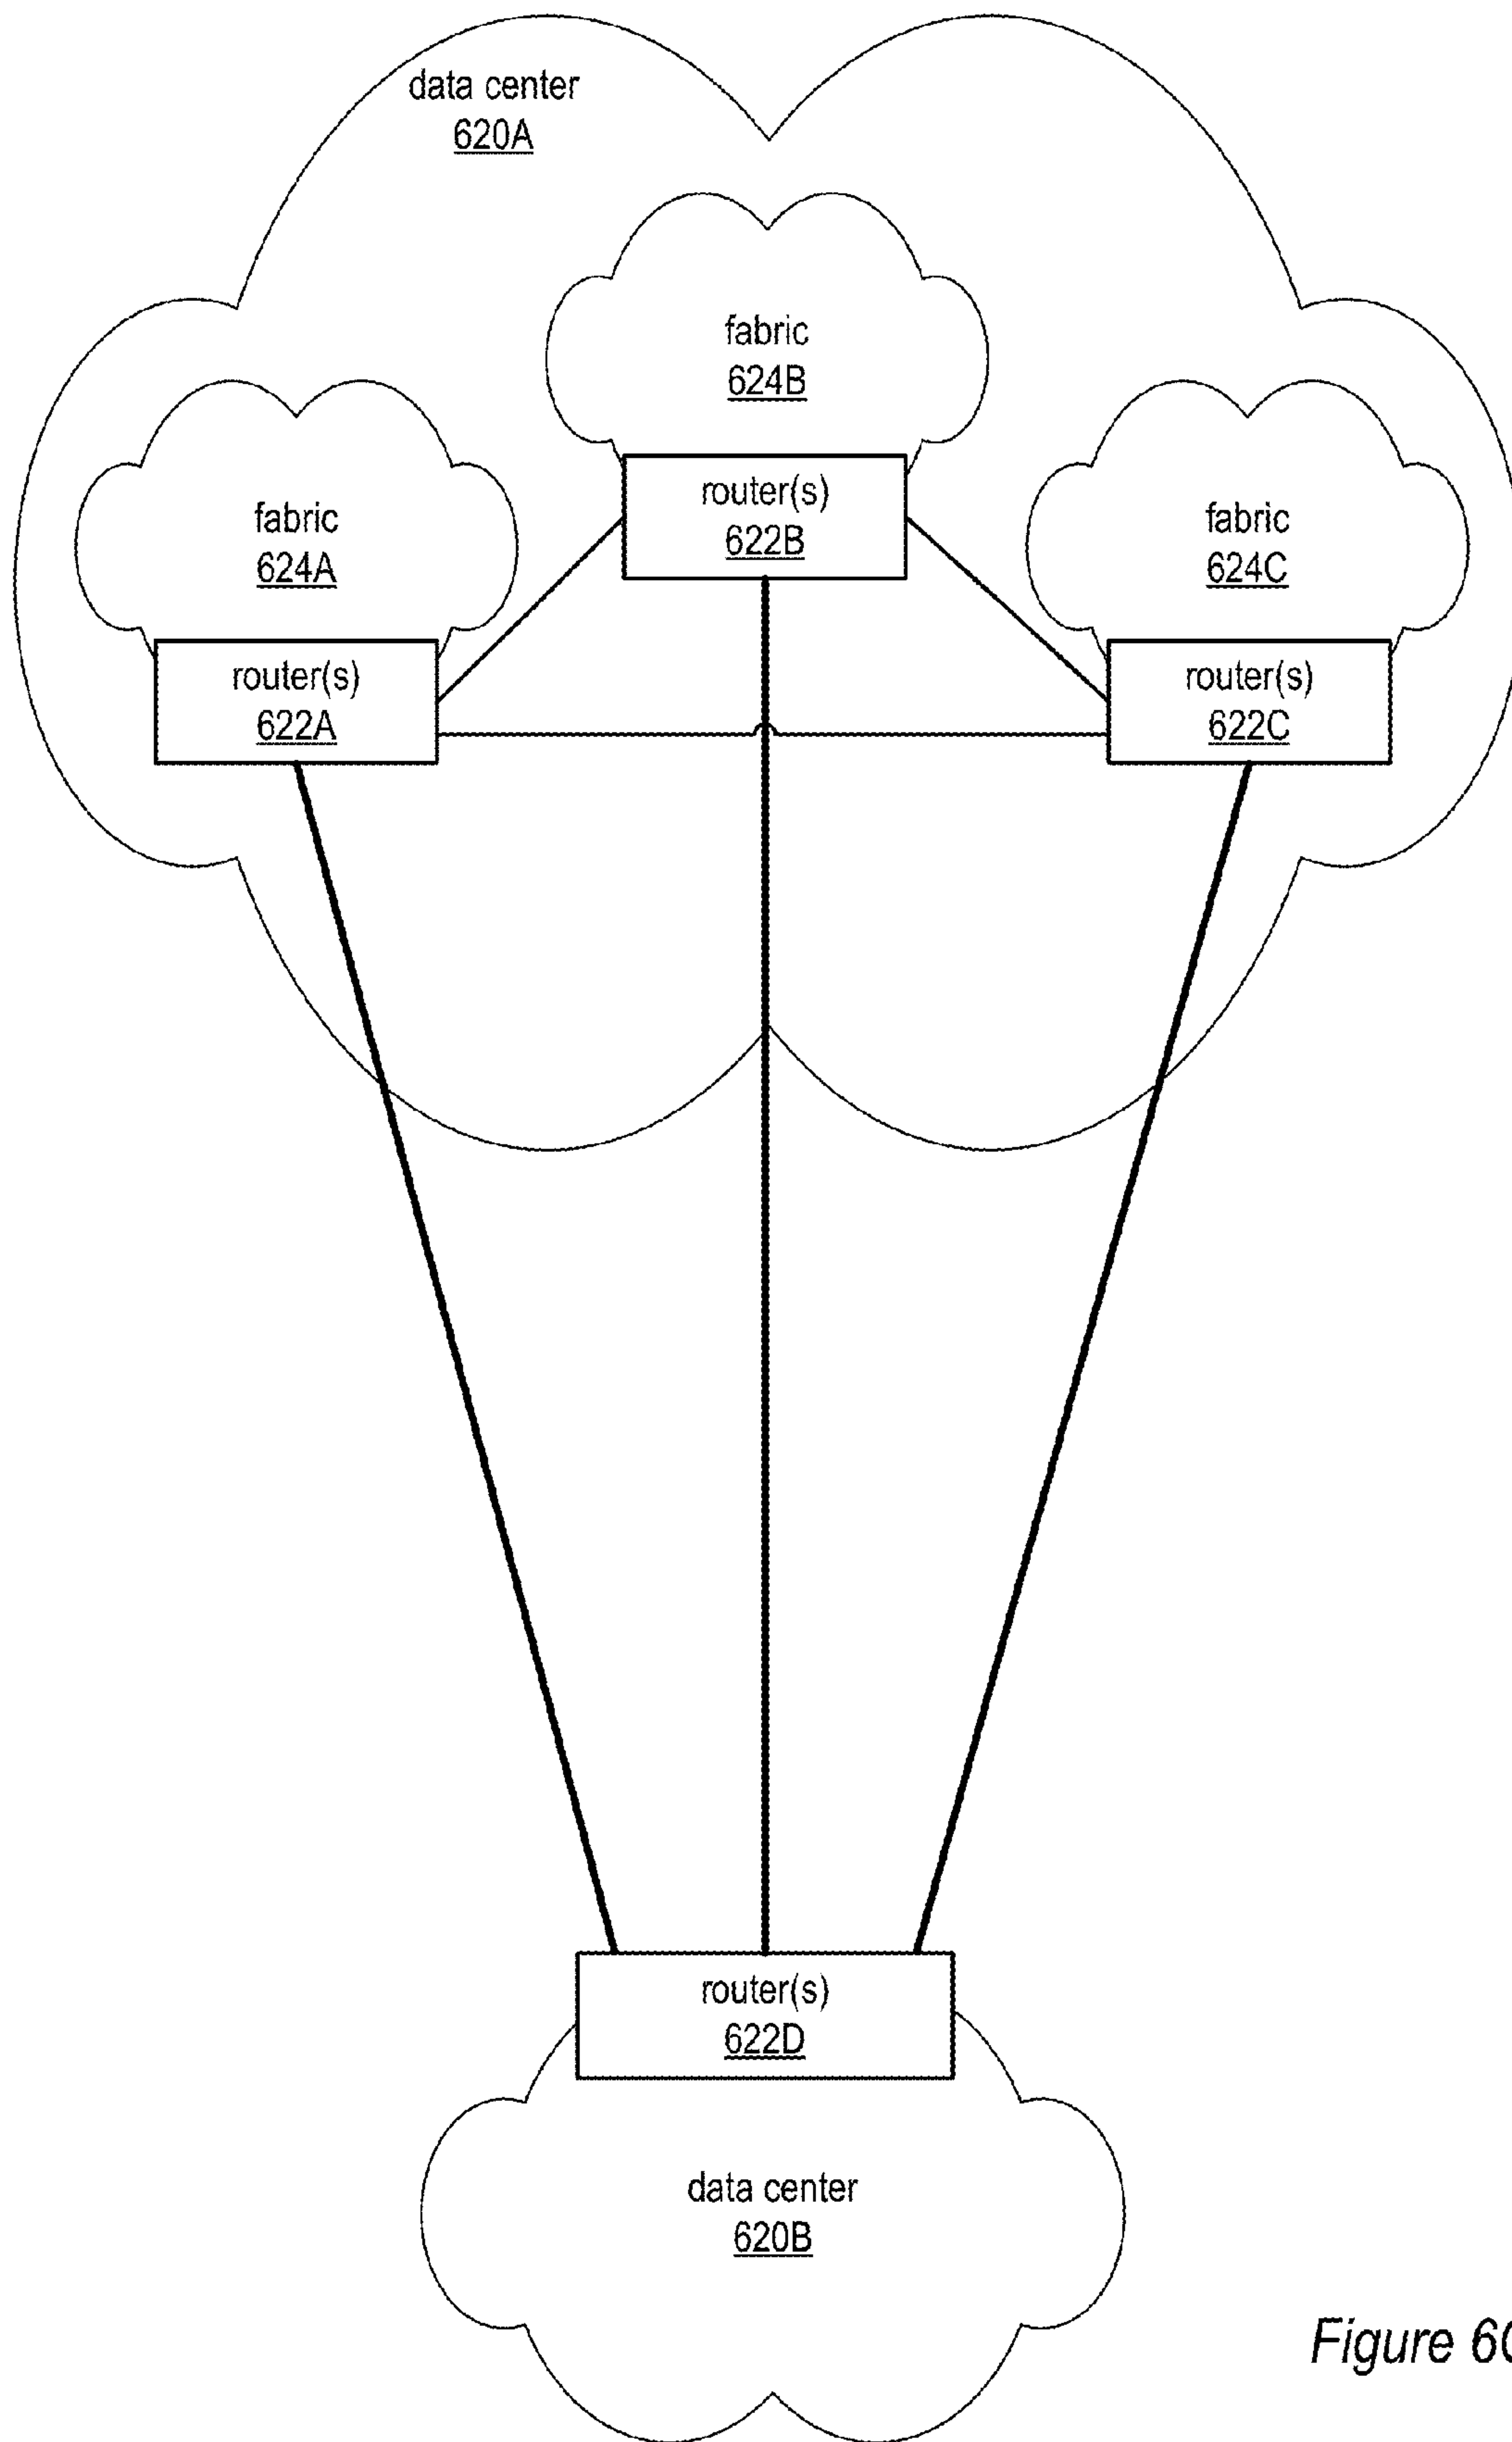 data center
620A
fabric
624B
fabric
624A
fabric
624C
router(s)
622B
router(s)
622A
router(s)
622C
router(s)
622D
data center
620B
Figure